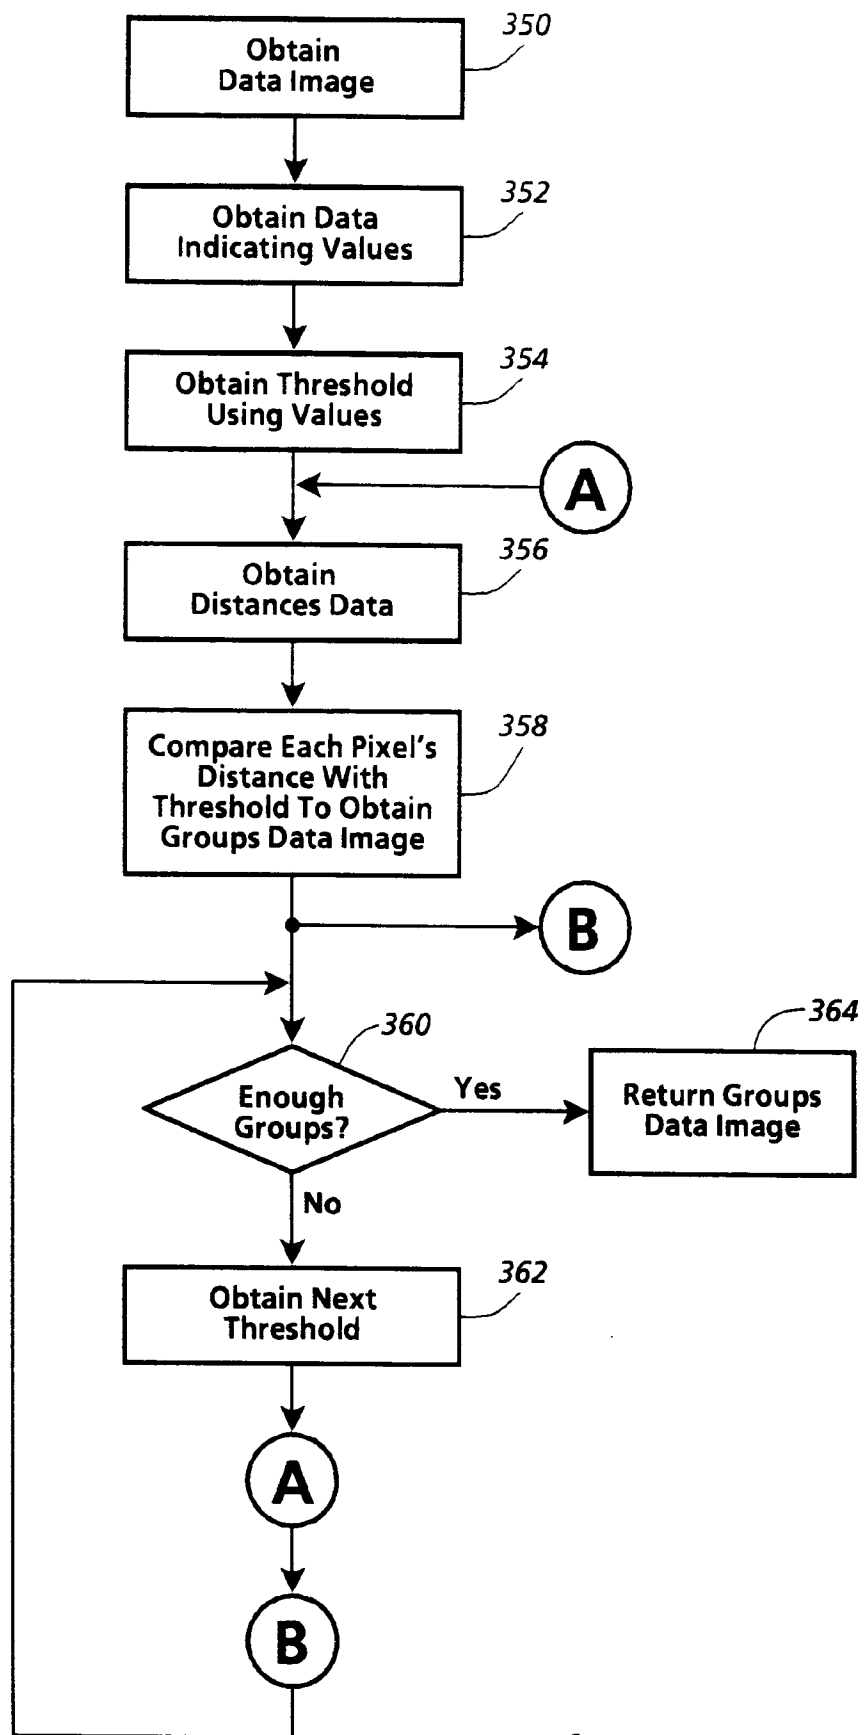 350
Obtain
Data Image
352
Obtain Data
Indicating Values
354
Obtain Threshold
Using Values
A
356
Obtain
Distances Data
358
Compare Each Pixel's
Distance With
Threshold To Obtain
Groups Data Image
B
360
364
Enough
Groups?
Yes
Return Groups
Data Image
No
362
Obtain Next
Threshold
A
B